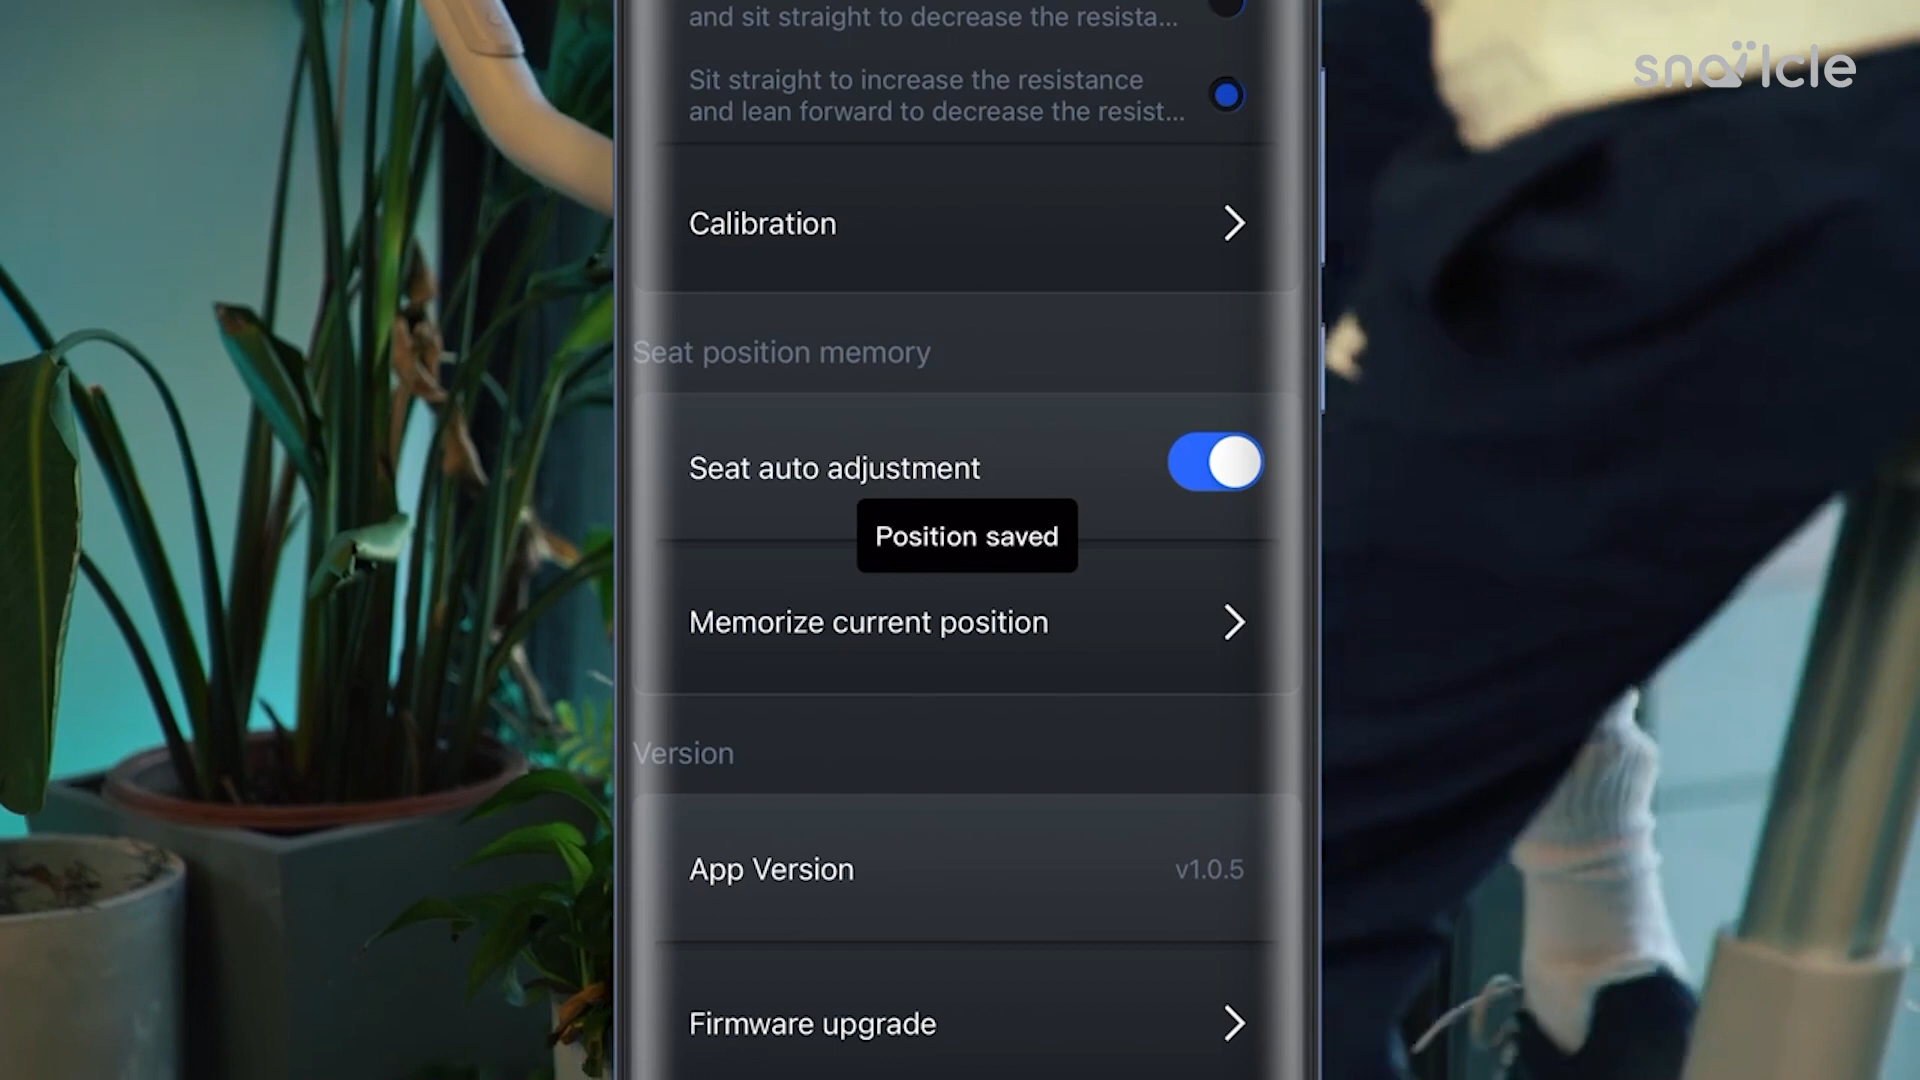 snailcle
and sit straight to decrease the resista...
Sit straight to increase the resistance
and lean forward to decrease the resist...
Calibration
Seat position memory
Seat auto adjustment
Position saved
Memorize current position
Version
App Version
v1.0.5
Firmware upgrade